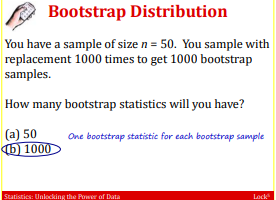 Bootstrap Distribution
You have a sample of size n = 50. You sample with
replacement 1000 times to get 1000 bootstrap
samples.
How many bootstrap statistics will you have?
(a) 50
One bootstrap statistic for each bootstrap sample
(b) 1000
Statistics: Unlocking the Power of Data
Lock⁵